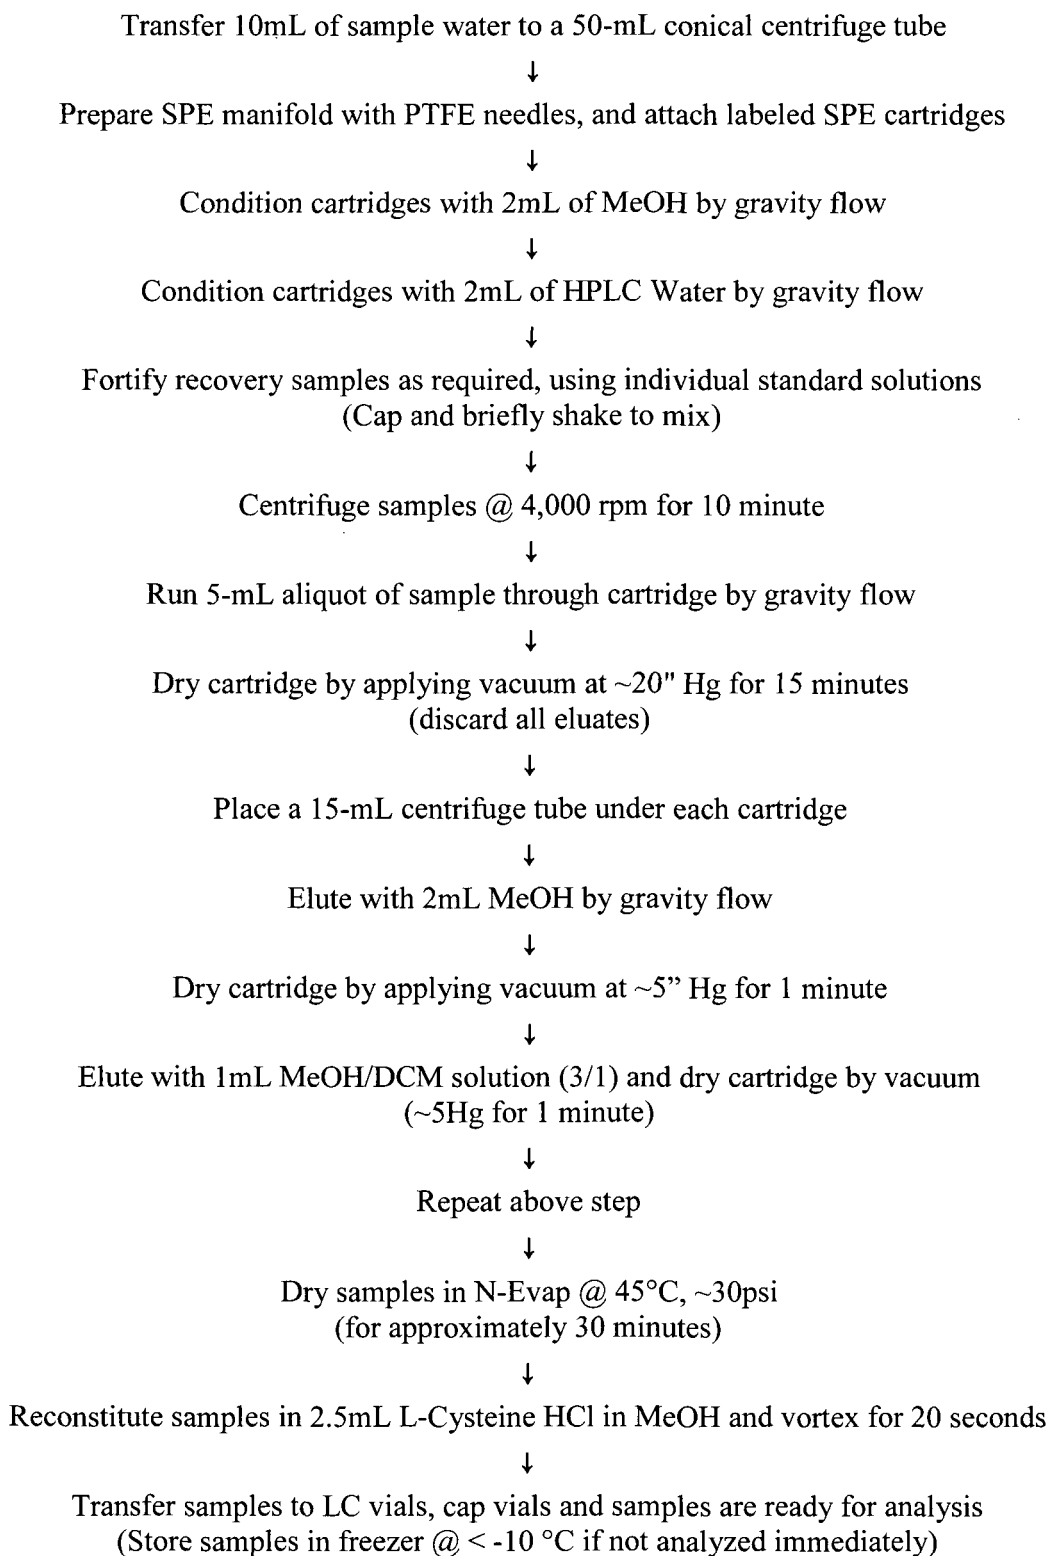 Transfer 10mL of sample water to a 50-mL conical centrifuge tube
↓
Prepare SPE manifold with PTFE needles, and attach labeled SPE cartridges
↓
Condition cartridges with 2mL of MeOH by gravity flow
↓
Condition cartridges with 2mL of HPLC Water by gravity flow
↓
Fortify recovery samples as required, using individual standard solutions
(Cap and briefly shake to mix)
↓
Centrifuge samples @ 4,000 rpm for 10 minute
↓
Run 5-mL aliquot of sample through cartridge by gravity flow
↓
Dry cartridge by applying vacuum at ~20" Hg for 15 minutes
(discard all eluates)
↓
Place a 15-mL centrifuge tube under each cartridge
↓
Elute with 2mL MeOH by gravity flow
↓
Dry cartridge by applying vacuum at ~5” Hg for 1 minute
↓
Elute with 1mL MeOH/DCM solution (3/1) and dry cartridge by vacuum
(~5Hg for 1 minute)
↓
Repeat above step
↓
Dry samples in N-Evap @ 45°C, ~30psi
(for approximately 30 minutes)
↓
Reconstitute samples in 2.5mL L-Cysteine HCl in MeOH and vortex for 20 seconds
↓
Transfer samples to LC vials, cap vials and samples are ready for analysis
(Store samples in freezer @ < -10 °C if not analyzed immediately)